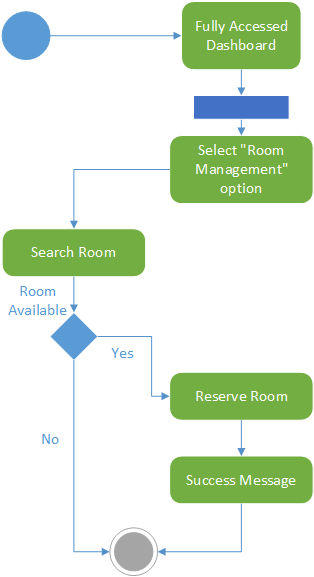 Fully Accessed
Dashboard
Select "Room
Management"
option
Search Room
Room
Available
Yes
Reserve Room
No
Success Message